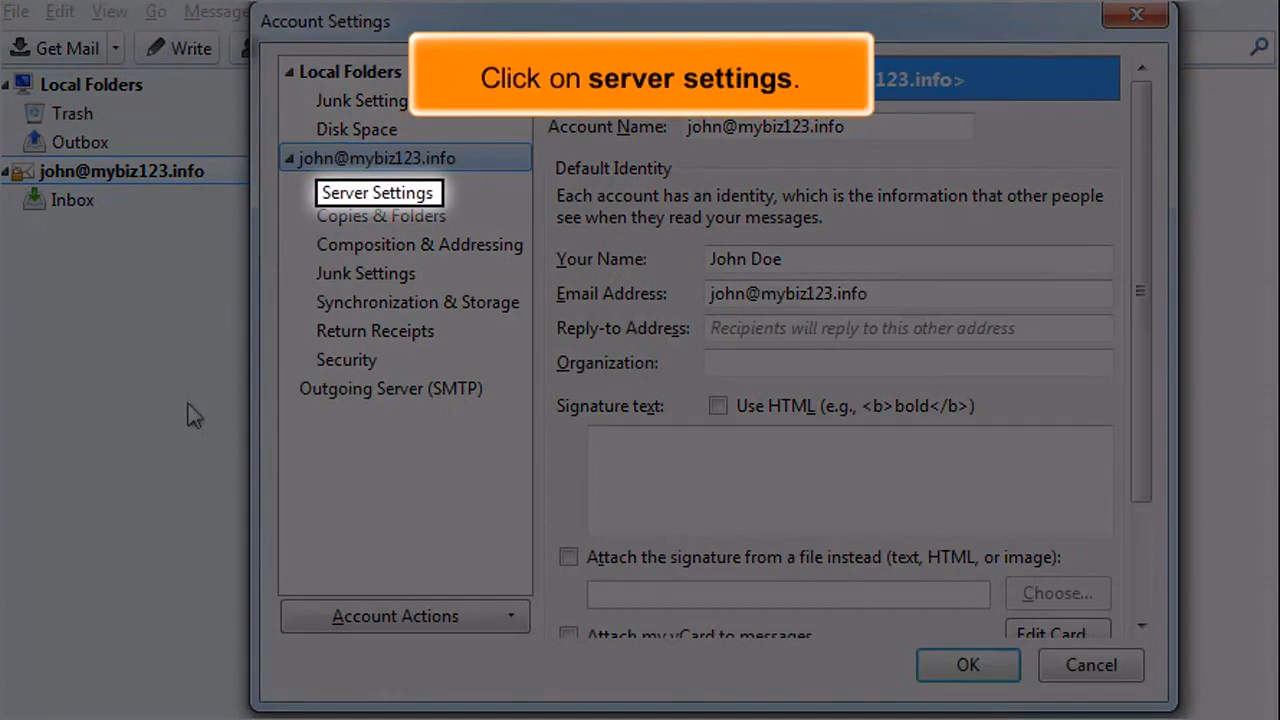 File Edit View Go Message
Get Mail
Write
Local Folders
Trash
Outbox
john@mybiz123.info
Inbox
Account Settings
Click on server settings.
Local Folders
Junk Setting
Disk Space
john@mybiz123.info
Server Settings
Copies & Folders
Composition & Addressing
Junk Settings
Synchronization & Storage
Return Receipts
Security
Outgoing Server (SMTP)
Account Actions
123.info>
Account Name: john@mybiz123.info
Default Identity
Each account has an identity, which is the information that other people
see when they read your messages.
Your Name: John Doe
Email Address: john@mybiz123.info
Reply-to Address: Recipients will reply to this other address
Organization:
Signature text: Use HTML (e.g., <b>bold</b>)
Attach the signature from a file instead (text, HTML, or image):
Choose...
Attach my vCard to messages
Edit Card...
OK
Cancel